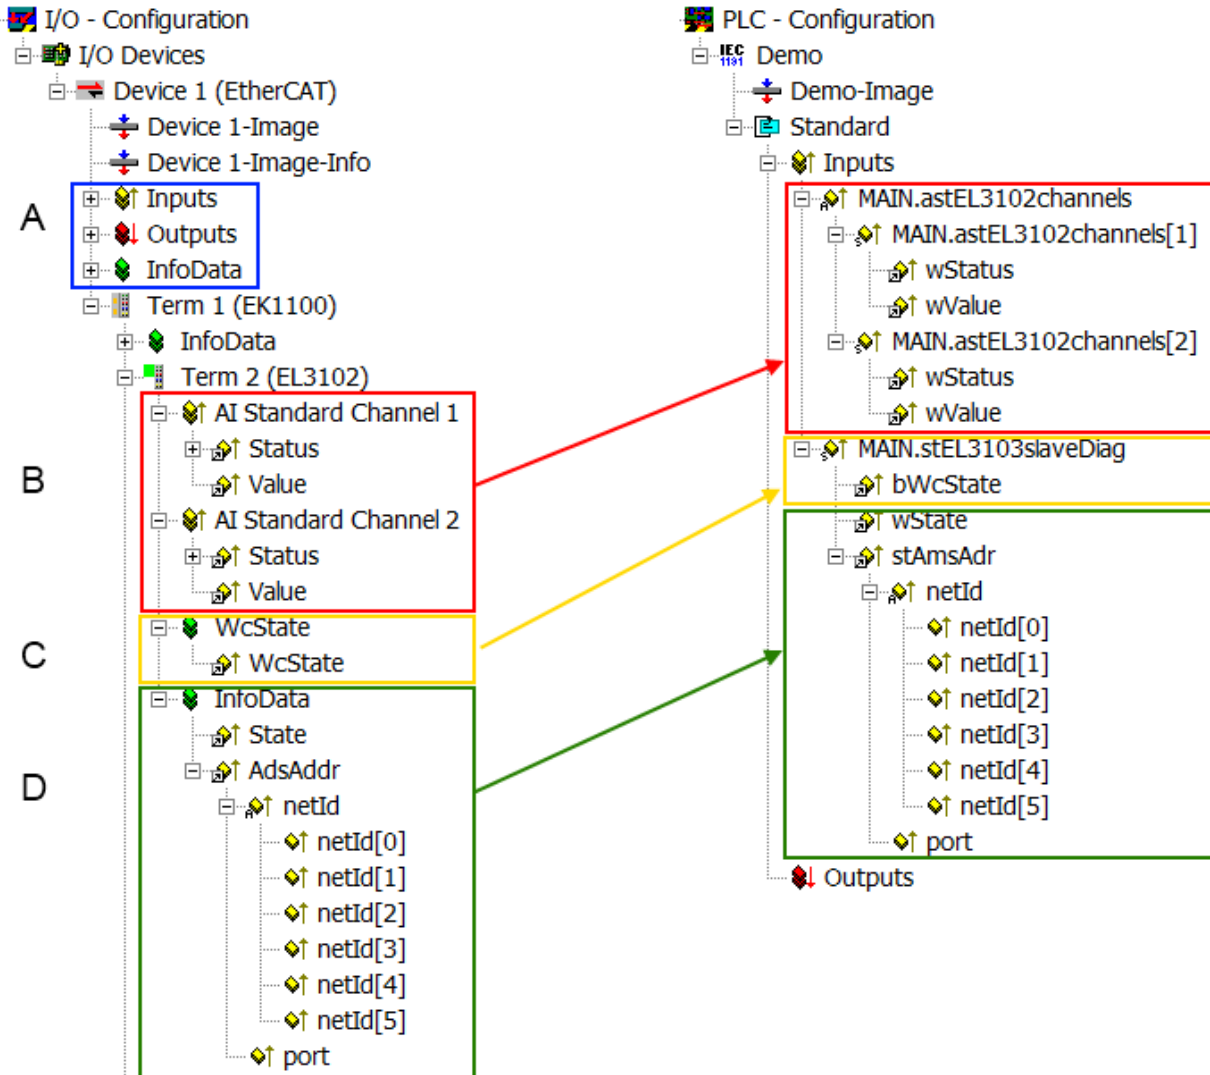 I/O - Configuration
I/O Devices
Device 1 (EtherCAT)
Device 1-Image
Device 1-Image-Info
A
Inputs
Outputs
InfoData
Term 1 (EK1100)
InfoData
Term 2 (EL3102)
B
AI Standard Channel 1
Status
Value
AI Standard Channel 2
Status
Value
C
WcState
WcState
D
InfoData
State
AdsAddr
netId
netId[0]
netId[1]
netId[2]
netId[3]
netId[4]
netId[5]
port
PLC - Configuration
IEC
1131
Demo
Demo-Image
Standard
Inputs
MAIN.astEL3102channels
MAIN.astEL3102channels[1]
wStatus
wValue
MAIN.astEL3102channels[2]
wStatus
wValue
MAIN.stEL3103slaveDiag
bWcState
wState
stAmsAdr
netId
netId[0]
netId[1]
netId[2]
netId[3]
netId[4]
netId[5]
port
Outputs